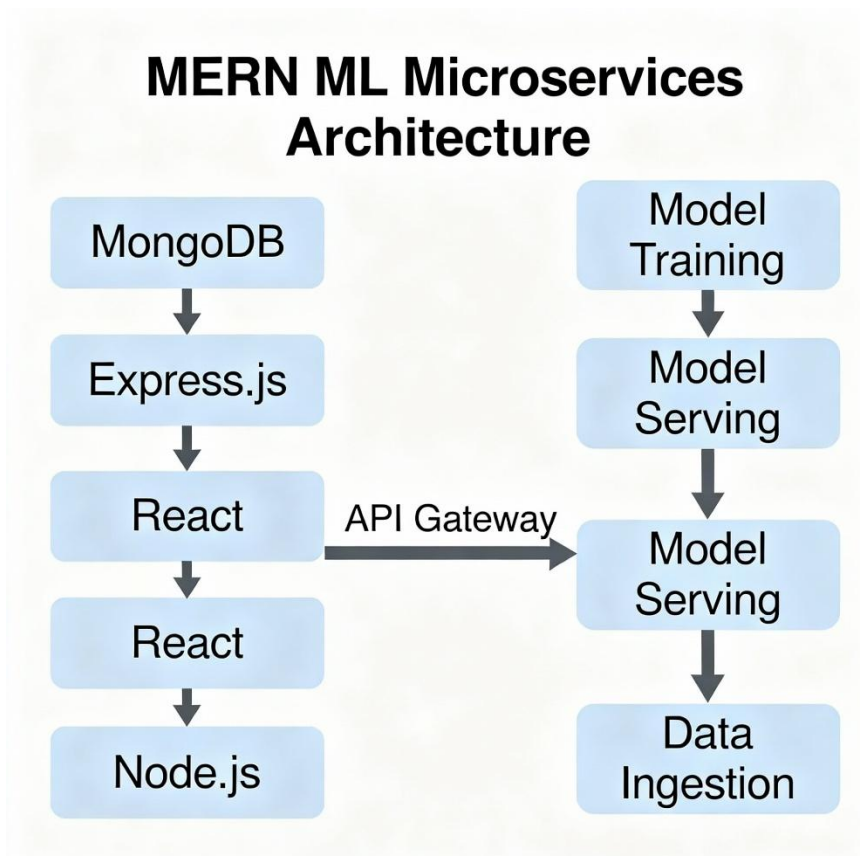 MERN ML Microservices
Architecture
MongoDB
Express.js
React
React
Node.js
API Gateway
Model
Training
Model
Serving
Model
Serving
Data
Ingestion